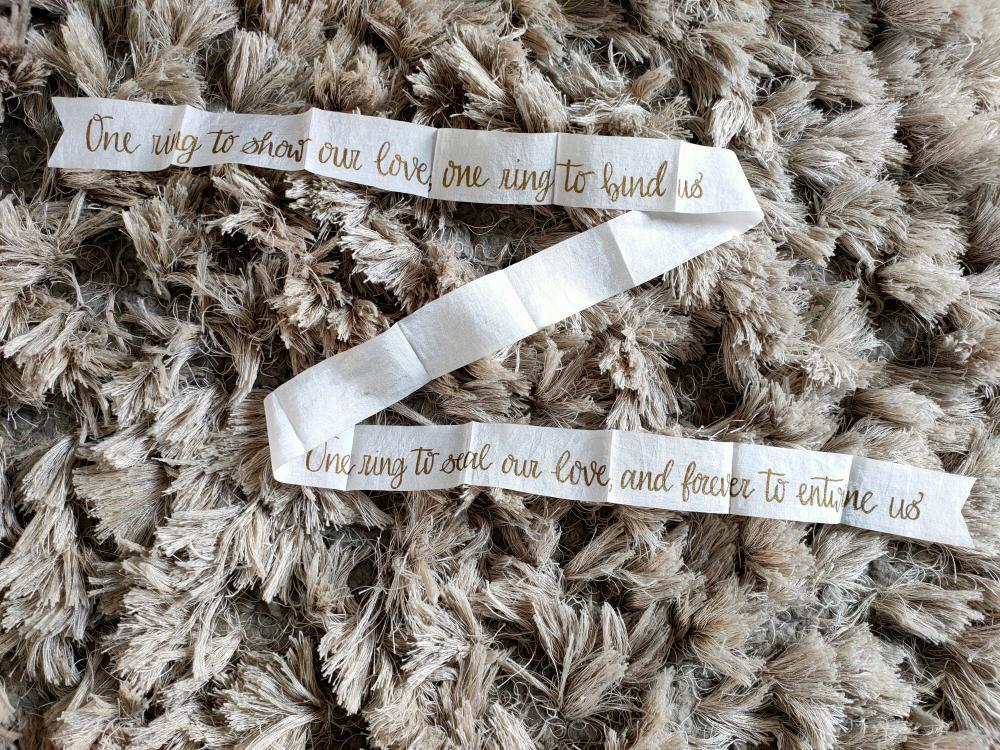 One ring to show our love, one ring to bind us
One ring to seal our love, and forever to entwine us